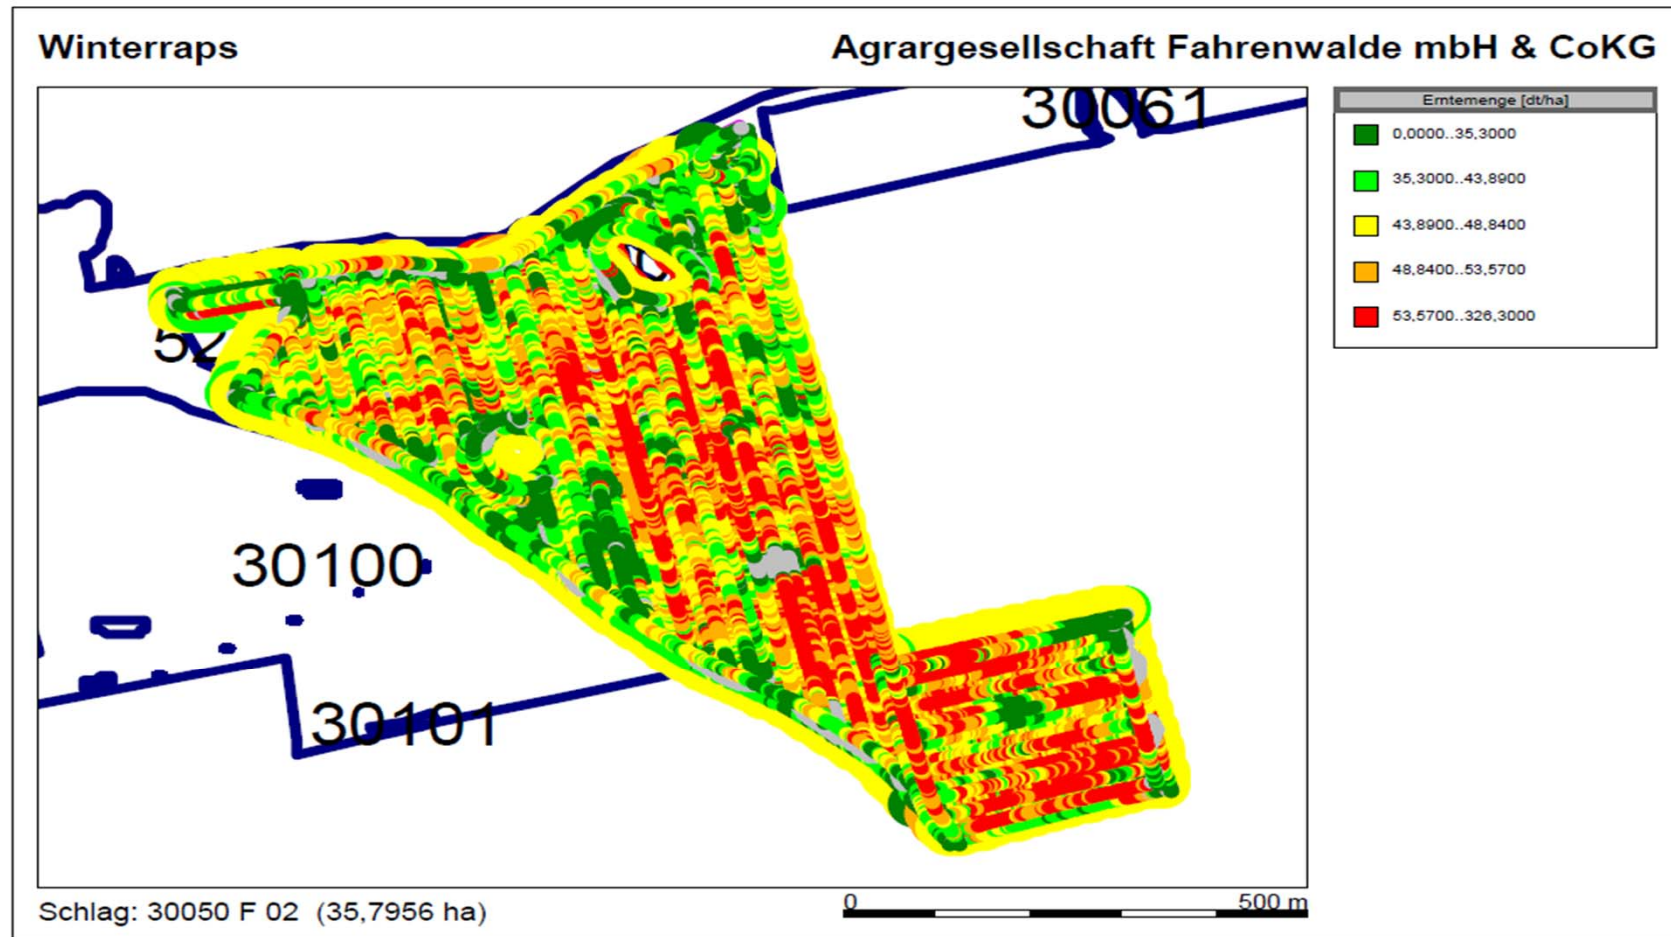 Winterraps
Agrargesellschaft Fahrenwalde mbH & CoKG
30061
Erntemenge [dt/ha]
0,0000..35,3000
35,3000..43,8900
43,8900..48,8400
48,8400..53,5700
53,5700..326,3000
52
30100
30101
Schlag: 30050 F 02 (35,7956 ha)
0
500 m